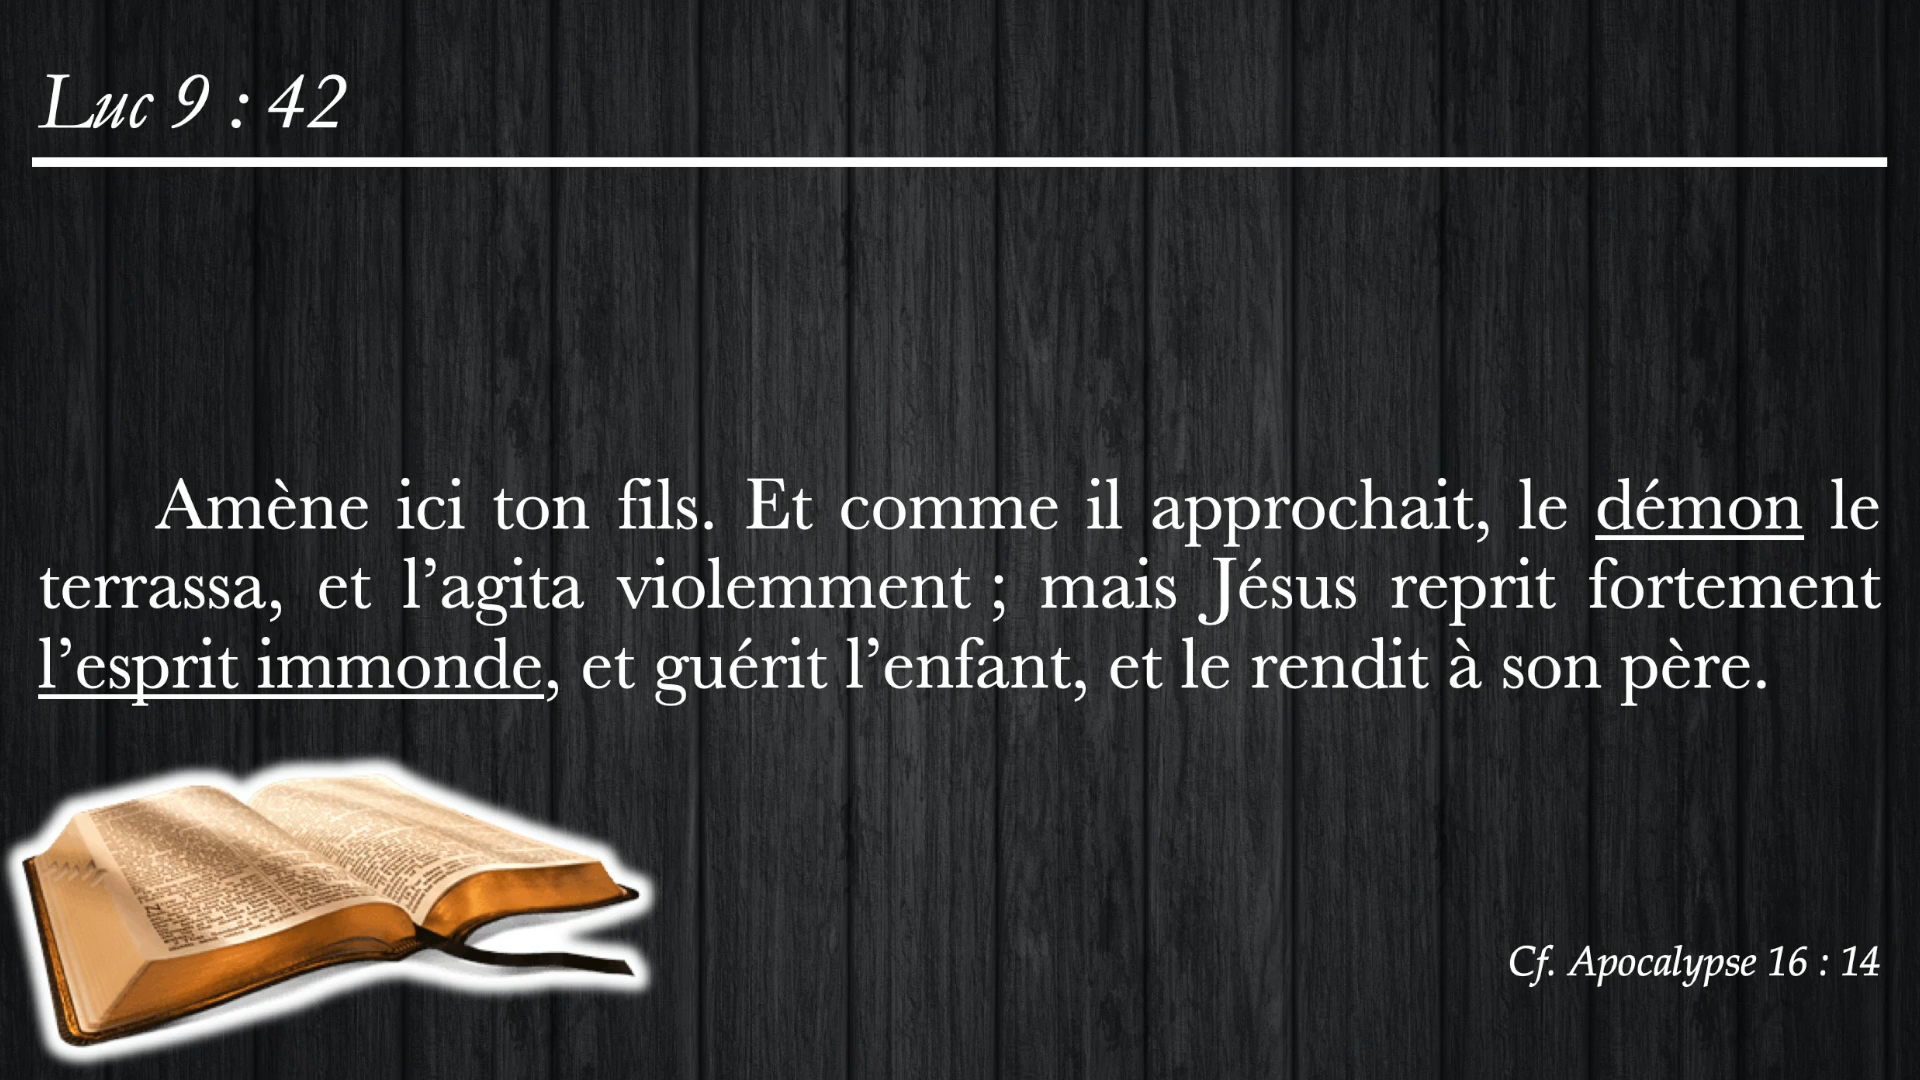 Luc 9 : 42
Amène ici ton fils. Et comme il approchait, le démon le
terrassa, et l’agita violemment ; mais Jésus reprit fortement
l’esprit immonde, et guérit l’enfant, et le rendit à son père.
Cf. Apocalypse 16 : 14